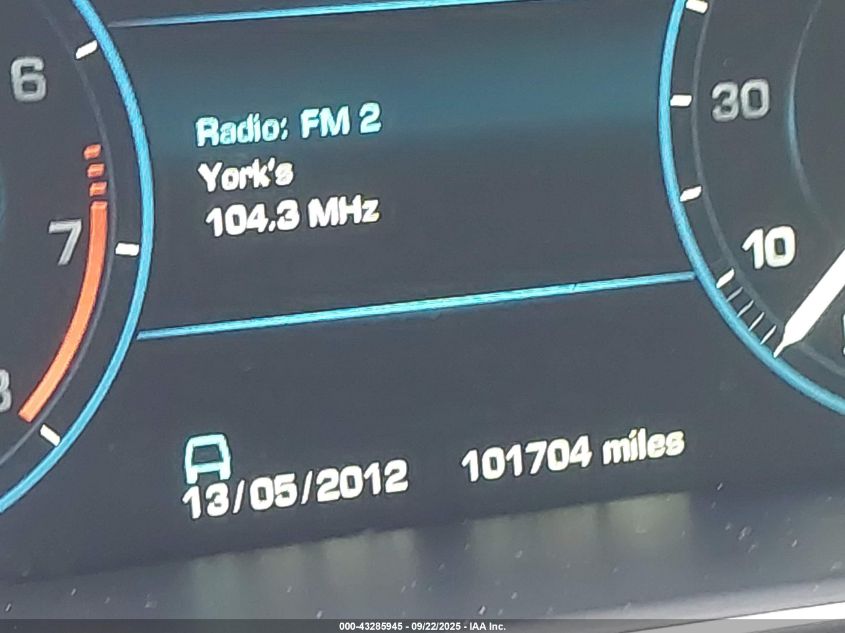 6
7
Radio: FM 2
York's
104.3 MHz
30
10
13/05/2012 101704 miles
000-43285945 - 09/22/2025 - IAA Inc.